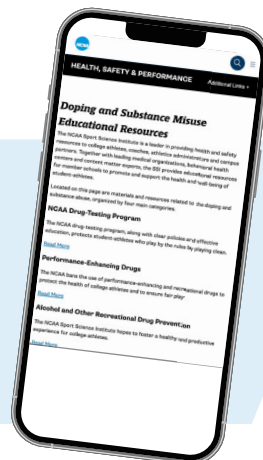 NCAA
HEALTH, SAFETY & PERFORMANCE
Additional Links +
Doping and Substance Misuse
Educational Resources
The NCAA Sport Science Institute is a leader in providing health and safety
resources to college athletes, coaches, athletics administrators and campus
partners. Together with leading medical organizations, behavioral health
centers and content matter experts, the SSI provides educational resources
for member schools to promote and support the health and well-being of
student-athletes.
Located on this page are materials and resources related to the doping and
substance abuse, organized by four main categories.
NCAA Drug-Testing Program
The NCAA drug-testing program, along with clear policies and effective
education, protects student-athletes who play by the rules by playing clean.
Read More
Performance-Enhancing Drugs
The NCAA bans the use of performance-enhancing and recreational drugs to
protect the health of college athletes and to ensure fair play
Read More
Alcohol and Other Recreational Drug Prevention
The NCAA Sport Science Institute hopes to foster a healthy and productive
experience for college athletes.
Read More